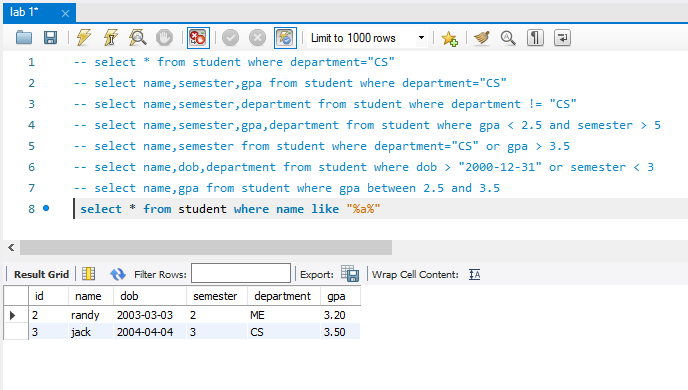 lab 1*
Limit to 1000 rows
1 -- select * from student where department="CS"
2 -- select name,semester,gpa from student where department="CS"
3 -- select name,semester,department from student where department != "CS"
4 -- select name,semester,gpa,department from student where gpa < 2.5 and semester > 5
5 -- select name,semester from student where department="CS" or gpa > 3.5
6 -- select name,dob,department from student where dob > "2000-12-31" or semester < 3
7 -- select name,gpa from student where gpa between 2.5 and 3.5
8 select * from student where name like "%a%"
Result Grid Filter Rows: Export: Wrap Cell Content: IA
id name dob semester department gpa
2 randy 2003-03-03 2 ME 3.20
3 jack 2004-04-04 3 CS 3.50